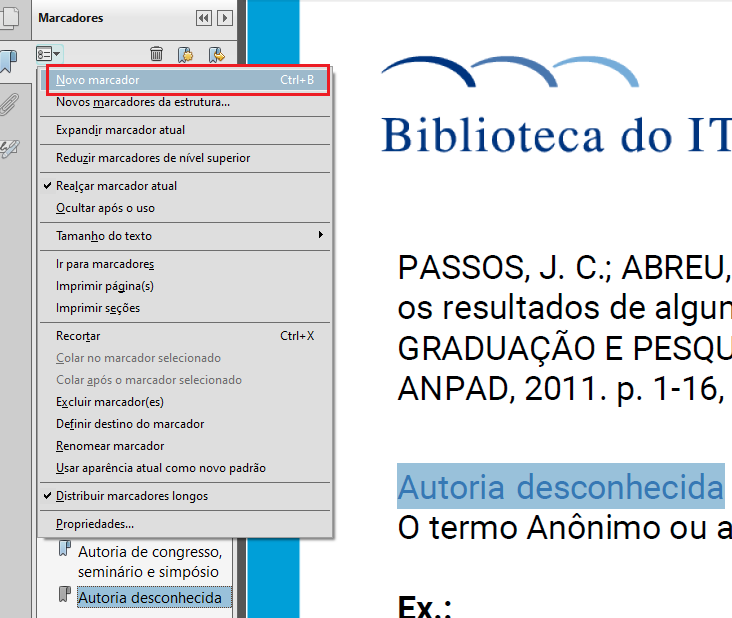 Marcadores
Novo marcador Ctrl+B
Novos marcadores da estrutura...
Expandir marcador atual
Reduzir marcadores de nível superior
Realçar marcador atual
Ocultar após o uso
Tamanho do texto
Ir para marcadores
Imprimir página(s)
Imprimir seções
Recortar Ctrl+X
Colar no marcador selecionado
Colar após o marcador selecionado
Excluir marcador(es)
Definir destino do marcador
Renomear marcador
Usar aparência atual como novo padrão
Distribuir marcadores longos
Propriedades...
Autoria de congresso,
seminário e simpósio
Autoria desconhecida
Biblioteca do IT
PASSOS, J. C.; ABREU,
os resultados de algun
GRADUAÇÃO E PESQU
ANPAD, 2011. p. 1-16,
Autoria desconhecida
O termo Anônimo ou a
Ex.: